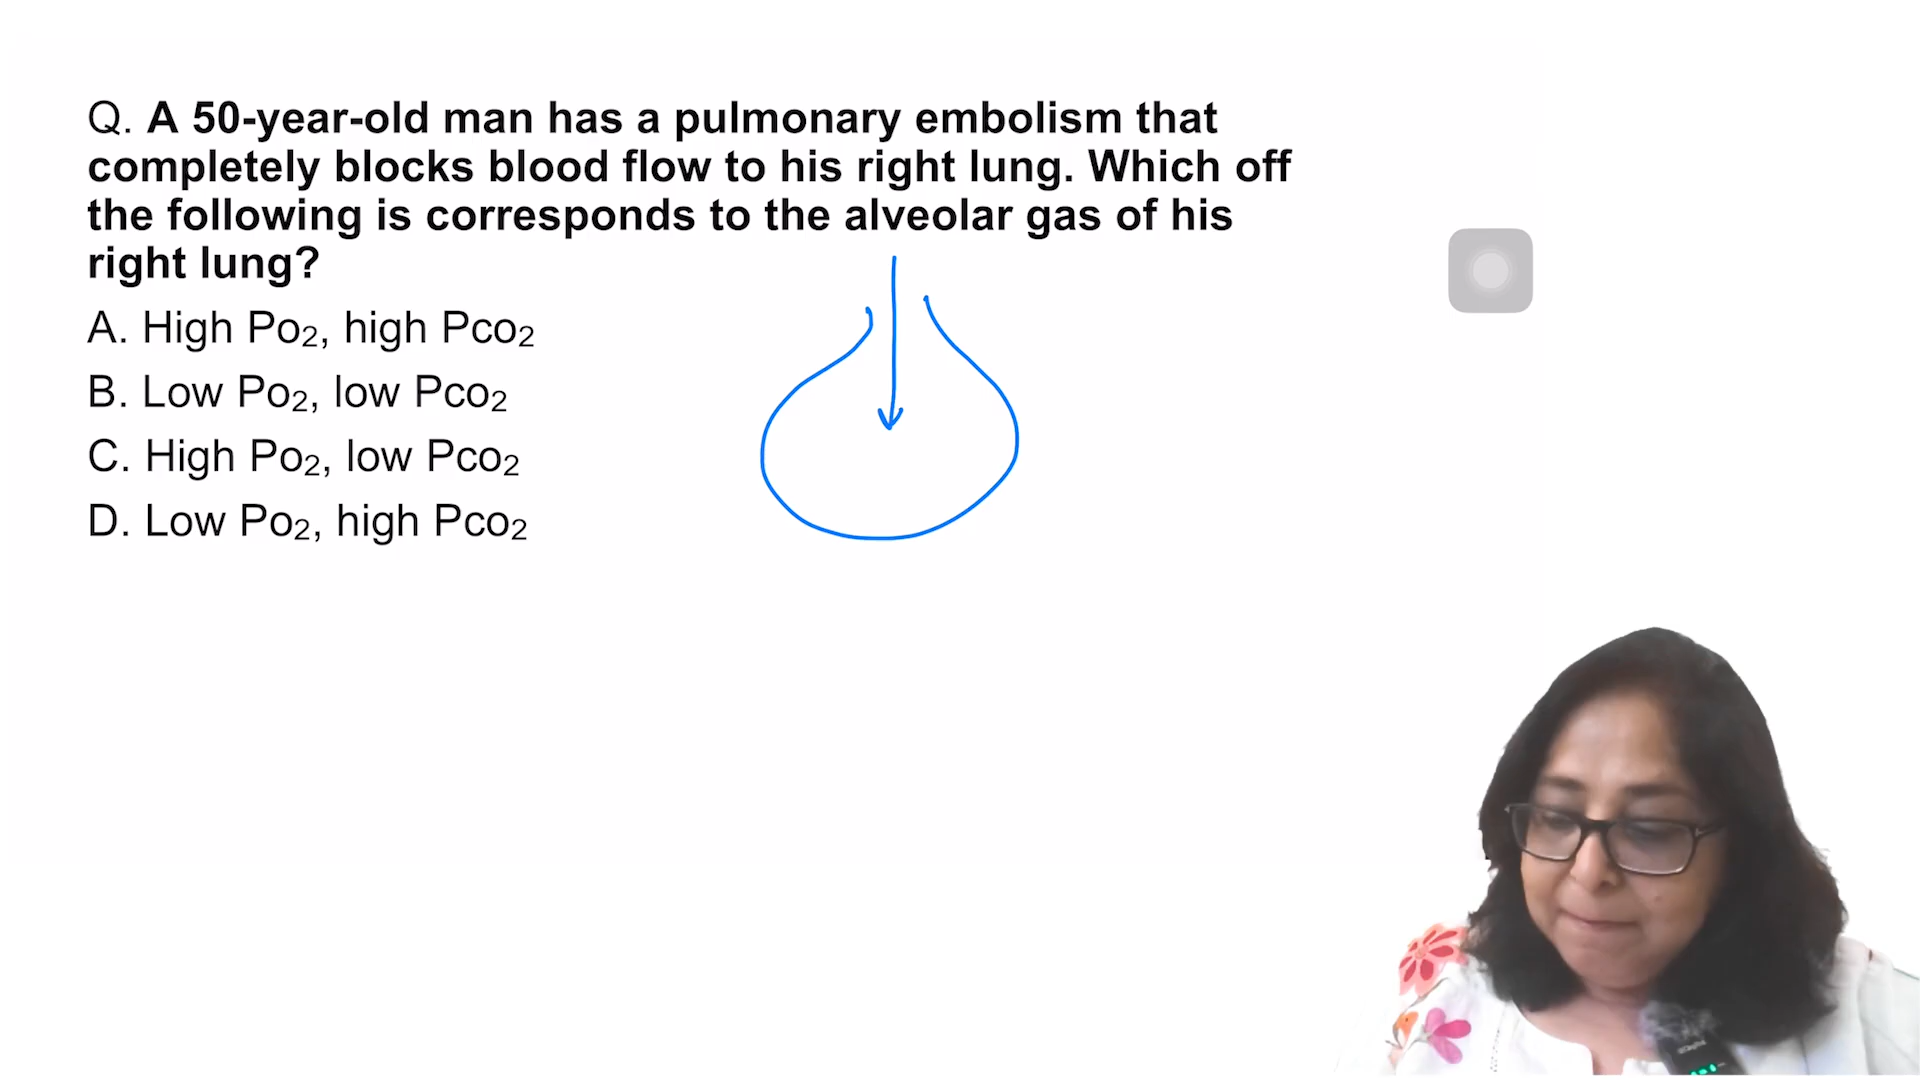 Q. A 50-year-old man has a pulmonary embolism that
completely blocks blood flow to his right lung. Which off
the following is corresponds to the alveolar gas of his
right lung?
A. High Po₂, high Pco₂
B. Low Po₂, low Pco₂
C. High Po₂, low Pco₂
D. Low Po₂, high Pco₂